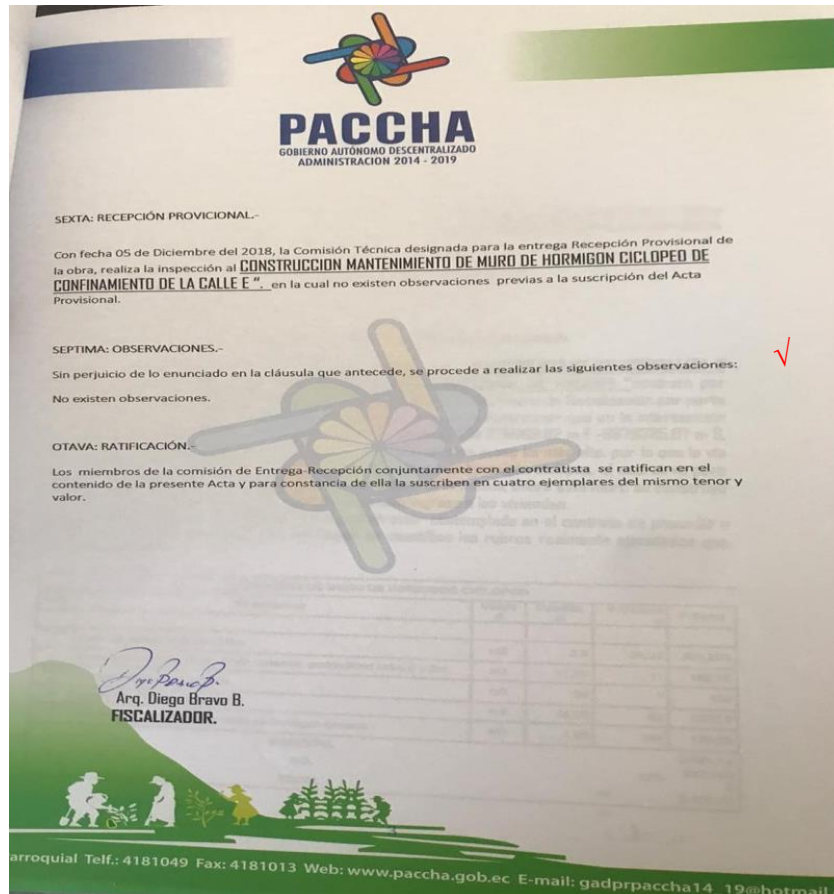 PACCHA
GOBIERNO AUTÓNOMO DESCENTRALIZADO
ADMINISTRACION 2014 - 2019
SEXTA: RECEPCIÓN PROVICIONAL.-
Con fecha 05 de Diciembre del 2018, la Comisión Técnica designada para la entrega Recepción Provisional de
la obra, realiza la inspección al CONSTRUCCION MANTENIMIENTO DE MURO DE HORMIGON CICLOPEO DE
CONFINAMIENTO DE LA CALLE E ". en la cual no existen observaciones previas a la suscripción del Acta
Provisional.
SEPTIMA: OBSERVACIONES.-
√
Sin perjuicio de lo enunciado en la cláusula que antecede, se procede a realizar las siguientes observaciones:
No existen observaciones.
OTAVA: RATIFICACIÓN.-
Los miembros de la comisión de Entrega-Recepción conjuntamente con el contratista se ratifican en el
contenido de la presente Acta y para constancia de ella la suscriben en cuatro ejemplares del mismo tenor y
valor.
Arq. Diego Bravo B.
FISCALIZADOR.
arroquial Telf.: 4181049 Fax: 4181013 Web: www.paccha.gob.ec E-mail: gadprpaccha14_19@hotmail